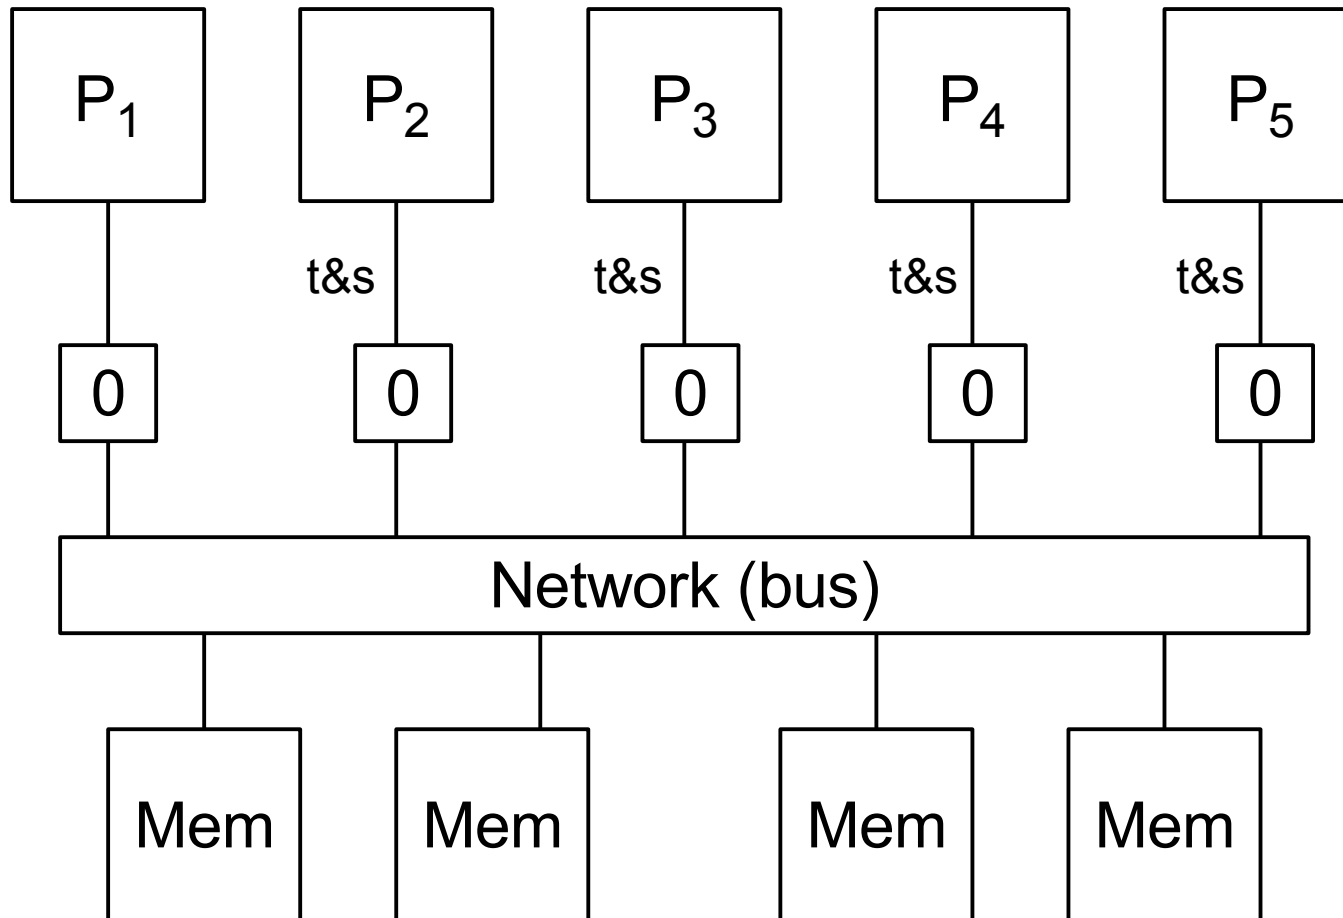 P₁ P₂ P₃ P₄ P₅
t&s t&s t&s t&s
0 0 0 0 0
Network (bus)
Mem Mem Mem Mem